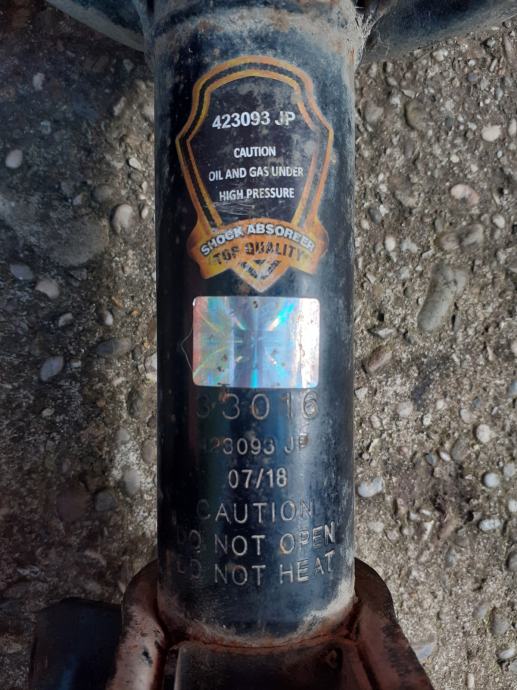 423093 JP
CAUTION
OIL AND GAS UNDER
HIGH PRESSURE
SHOCK ABSORBER
TOP QUALITY
33016
423093 JP
07/18
CAUTION
DO NOT OPEN
DO NOT HEAT